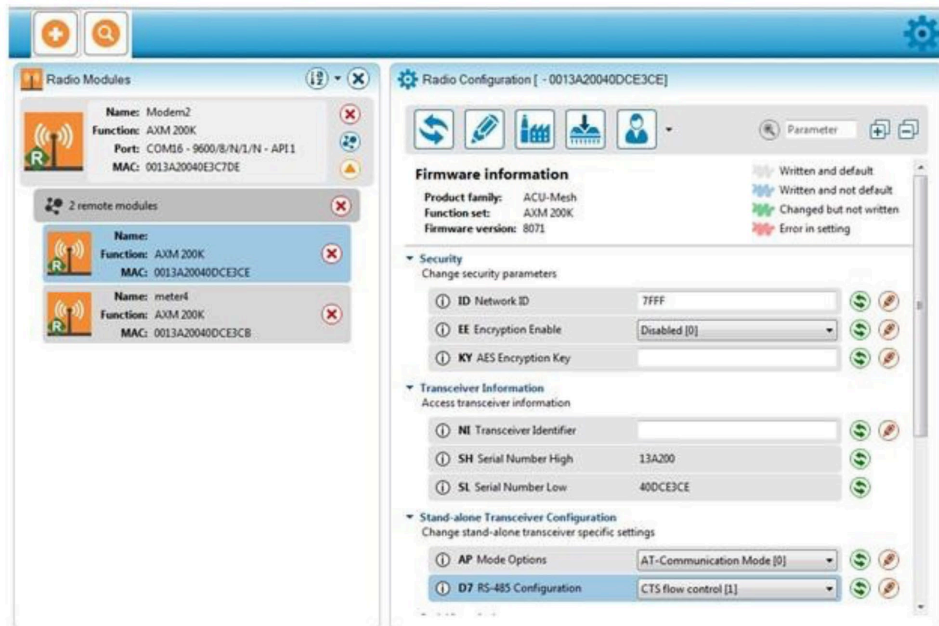 Radio Modules
Name: Modem2
Function: AXM 200K
Port: COM16 - 9600/8/N/1/N - API 1
MAC: 0013A20040E3C7DE
R
2 remote modules
Name:
Function: AXM 200K
MAC: 0013A20040DCE3CE
R
Name: meter4
Function: AXM 200K
MAC: 0013A20040DCE3CB
R
Radio Configuration [ - 0013A20040DCE3CE]
Parameter
Firmware information
Product family: ACU-Mesh
Function set: AXM 200K
Firmware version: 8071
Written and default
Written and not default
Changed but not written
Error in setting
Security
Change security parameters
ID Network ID 7FFF
EE Encryption Enable Disabled [0]
KY AES Encryption Key
Transceiver Information
Access transceiver information
NI Transceiver Identifier
SH Serial Number High 13A200
SL Serial Number Low 40DCE3CE
Stand-alone Transceiver Configuration
Change stand-alone transceiver specific settings
AP Mode Options AT-Communication Mode [0]
D7 RS-485 Configuration CTS flow control [1]